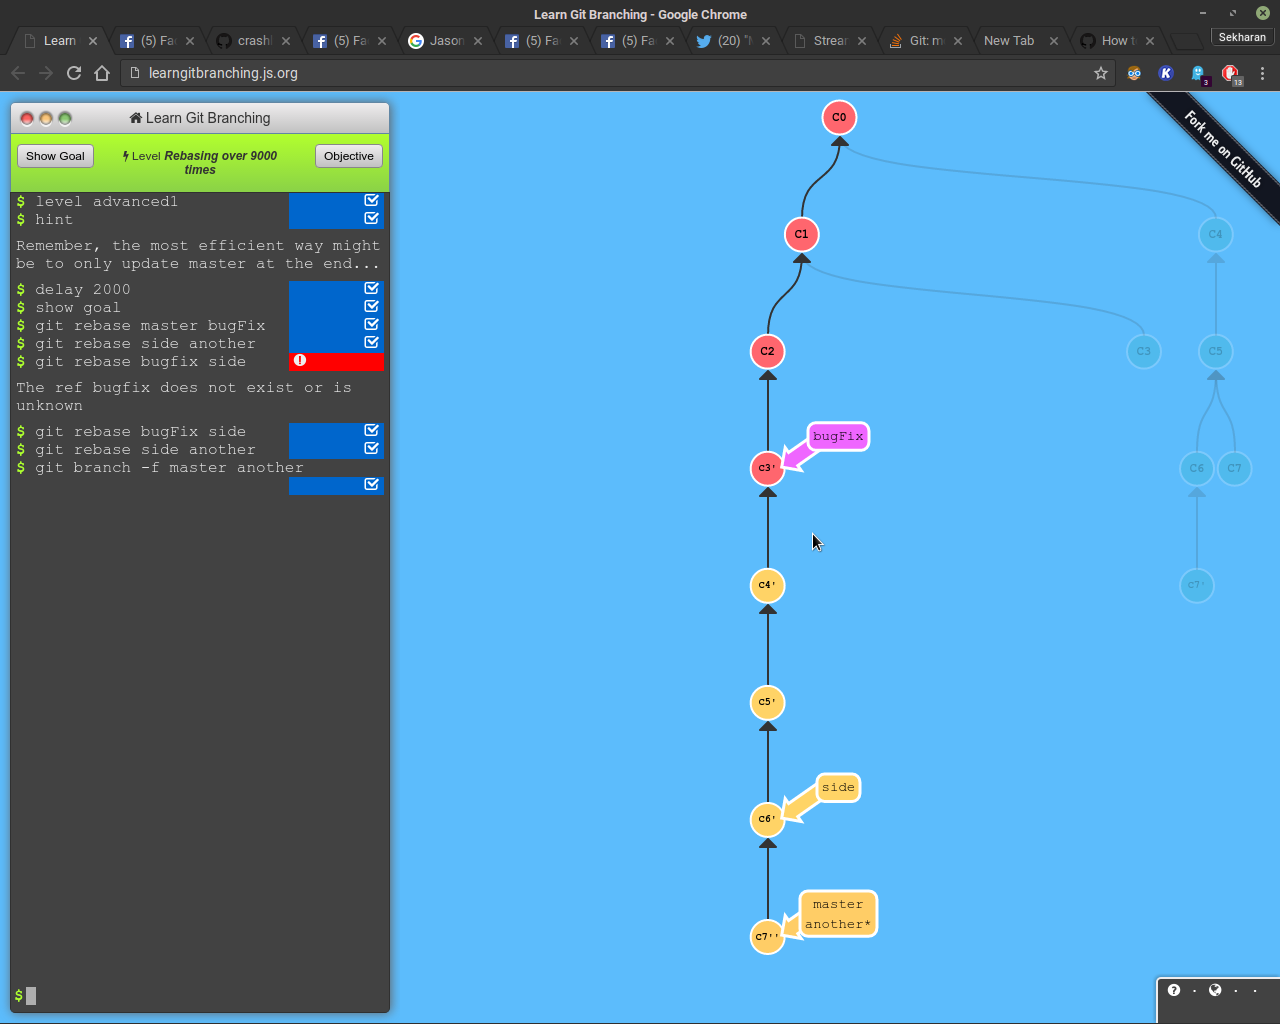 Learn Git Branching - Google Chrome
Learn
(5) Fa
crash
(5) Fa
Jason
(5) Fa
(5) Fa
(20) "
Strear
Git: m
New Tab
How t
Sekharan
learngitbranching.js.org
3
13
Learn Git Branching
Show Goal
Level Rebasing over 9000
times
Objective
$ level advanced1
$ hint
Remember, the most efficient way might
be to only update master at the end...
$ delay 2000
$ show goal
$ git rebase master bugFix
$ git rebase side another
$ git rebase bugfix side
The ref bugfix does not exist or is
unknown
$ git rebase bugFix side
$ git rebase side another
$ git branch -f master another
$
Fork me on GitHub
C0
C1
C4
C2
C3
C5
bugFix
C3'
C6
C7
C4'
C7'
C5'
side
C6'
master
another*
C7''